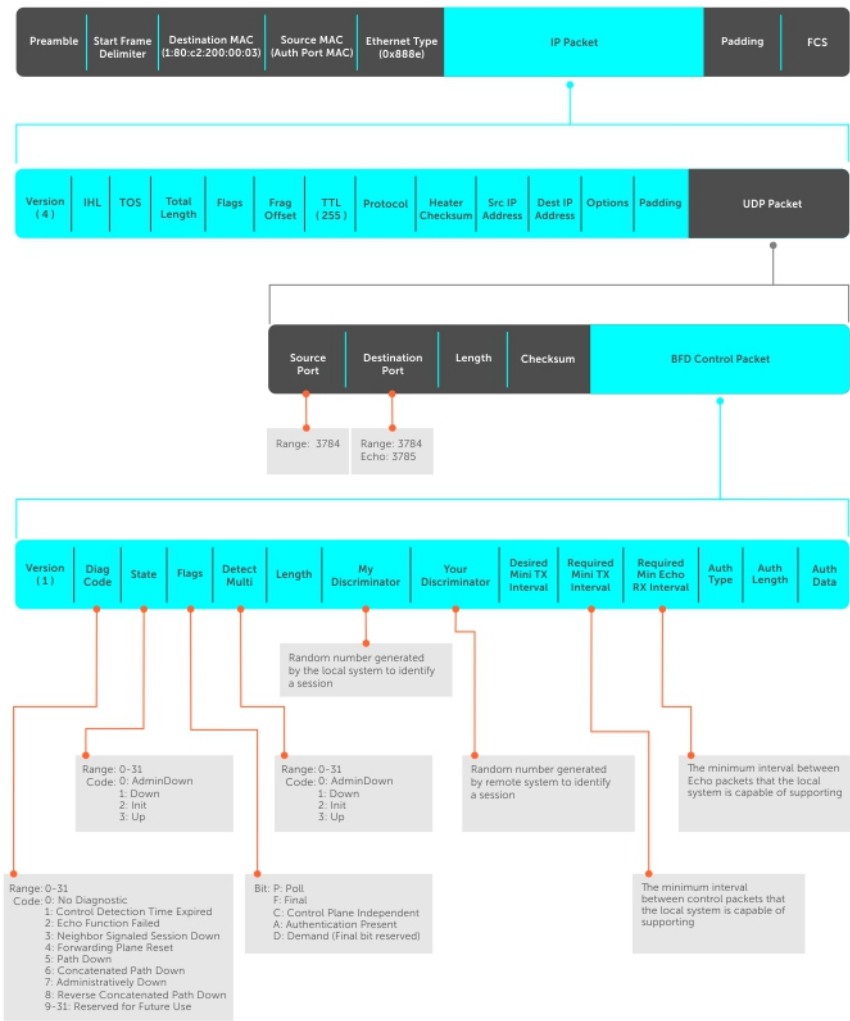 Preamble
Start Frame
Delimiter
Destination MAC
(1:80:c2:200:00:03)
Source MAC
(Auth Port MAC)
Ethernet Type
(0x888e)
IP Packet
Padding
FCS
Version
( 4 )
IHL
TOS
Total
Length
Flags
Frag
Offset
TTL
( 255 )
Protocol
Heater
Checksum
Src IP
Address
Dest IP
Address
Options
Padding
UDP Packet
Source
Port
Destination
Port
Length
Checksum
BFD Control Packet
Range: 3784
Range: 3784
Echo: 3785
Version
( 1 )
Diag
Code
State
Flags
Detect
Multi
Length
My
Discriminator
Your
Discriminator
Desired
Mini TX
Interval
Required
Mini TX
Interval
Required
Min Echo
RX Interval
Auth
Type
Auth
Length
Auth
Data
Random number generated
by the local system to identify
a session
Range: 0-31
Code: 0: AdminDown
1: Down
2: Init
3: Up
Range: 0-31
Code: 0: AdminDown
1: Down
2: Init
3: Up
Random number generated
by remote system to identify
a session
The minimum interval between
Echo packets that the local
system is capable of supporting
Range: 0-31
Code: 0: No Diagnostic
1: Control Detection Time Expired
2: Echo Function Failed
3: Neighbor Signaled Session Down
4: Forwarding Plane Reset
5: Path Down
6: Concatenated Path Down
7: Administratively Down
8: Reverse Concatenated Path Down
9-31: Reserved for Future Use
Bit: P: Poll
F: Final
C: Control Plane Independent
A: Authentication Present
D: Demand (Final bit reserved)
The minimum interval
between control packets that
the local system is capable of
supporting